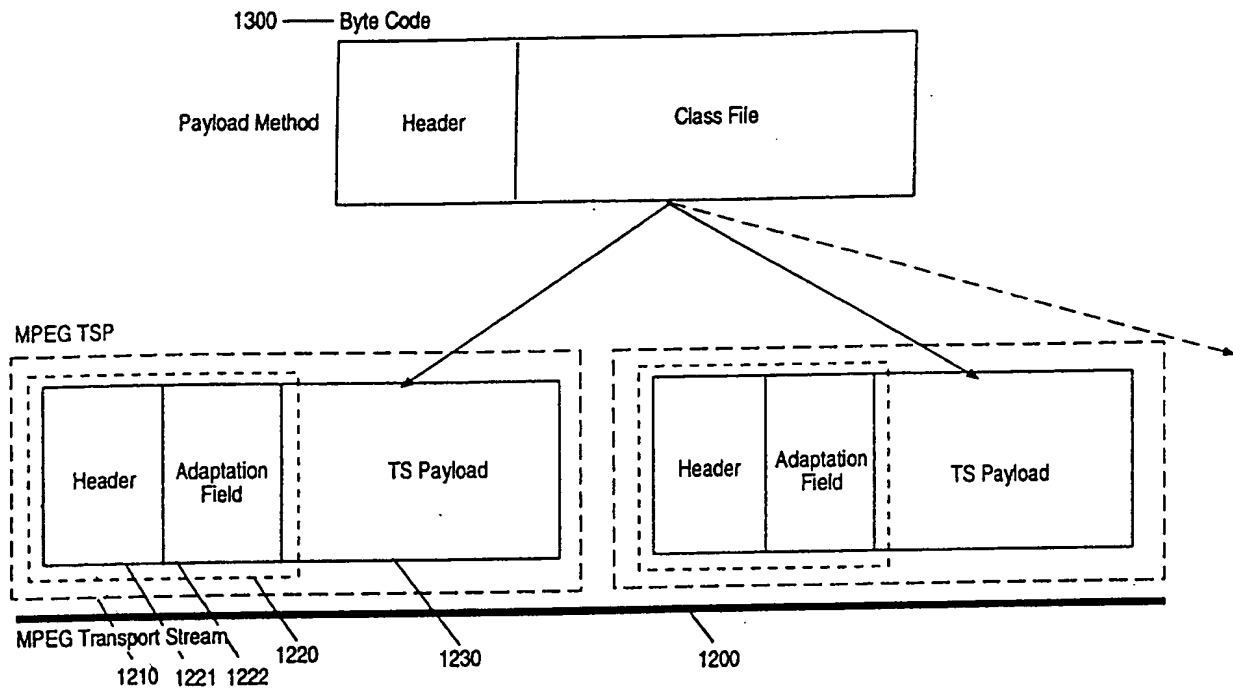 1300 Byte Code
Payload Method
Header
Class File
MPEG TSP
Header
Adaptation
Field
TS Payload
Header
Adaptation
Field
TS Payload
MPEG Transport Stream
1210
1221
1222
1220
1230
1200